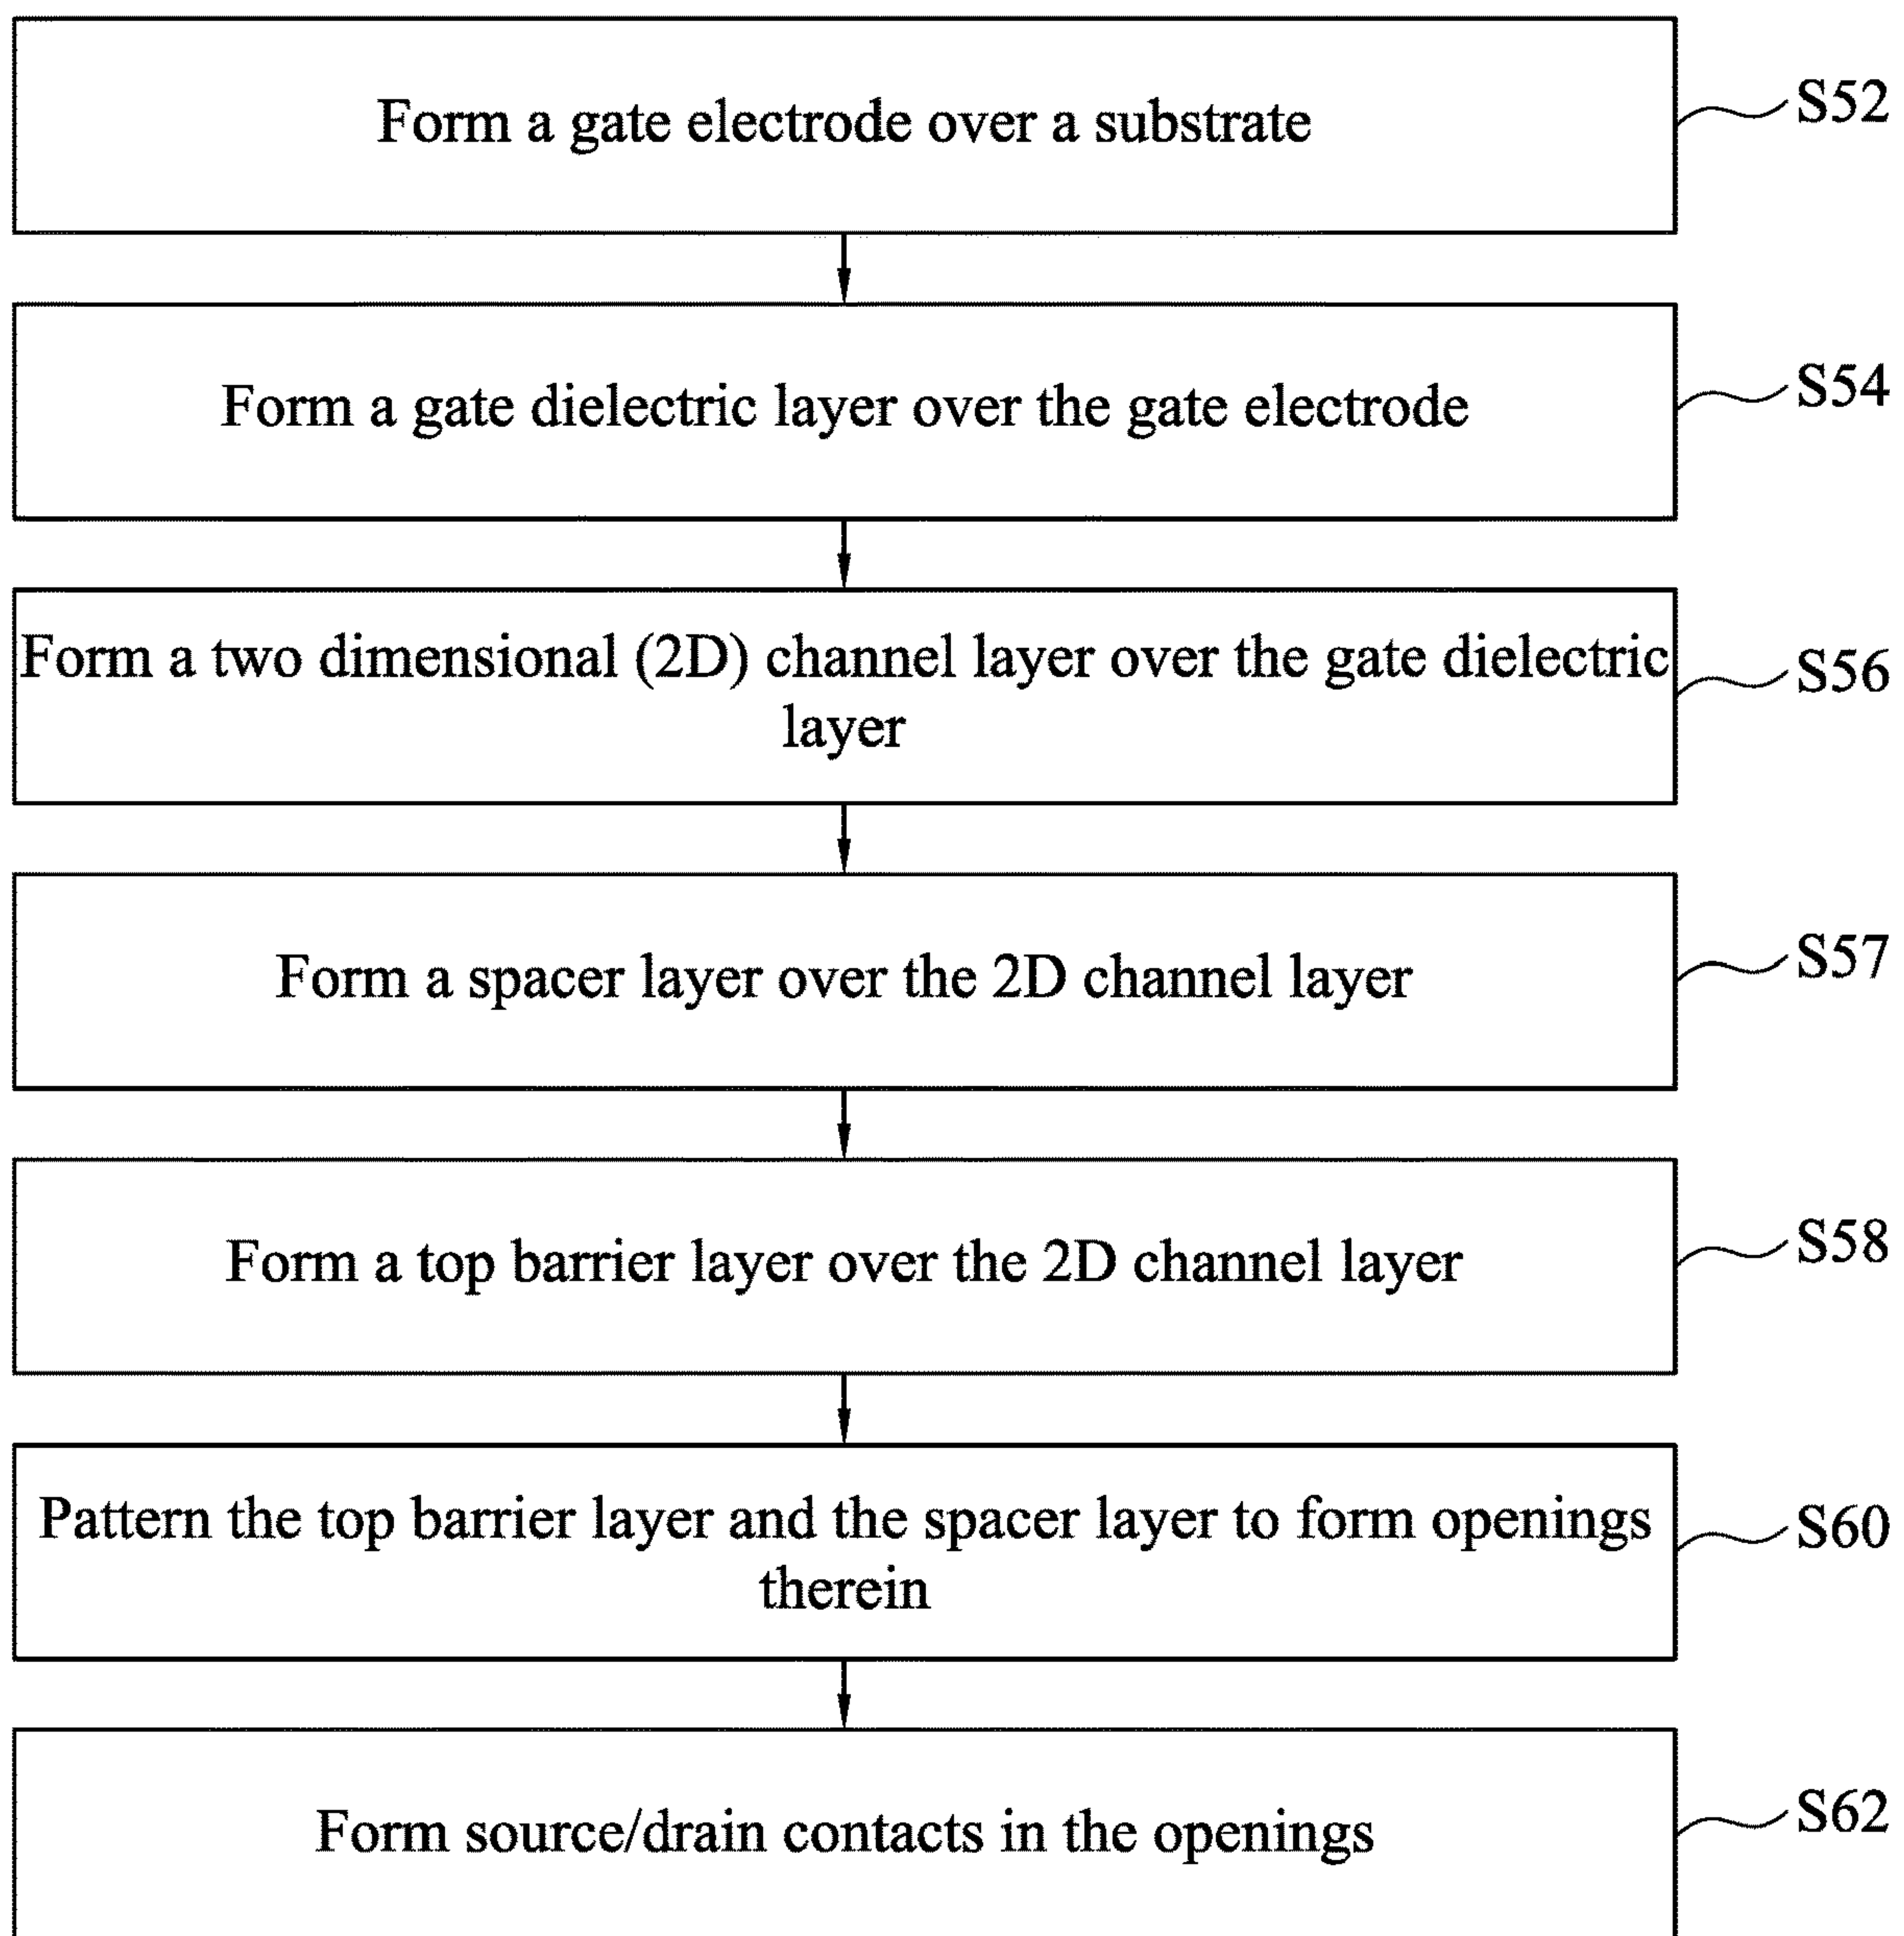 Form a gate electrode over a substrate
S52
Form a gate dielectric layer over the gate electrode
S54
Form a two dimensional (2D) channel layer over the gate dielectric
layer
S56
Form a spacer layer over the 2D channel layer
S57
Form a top barrier layer over the 2D channel layer
S58
Pattern the top barrier layer and the spacer layer to form openings
therein
S60
Form source/drain contacts in the openings
S62